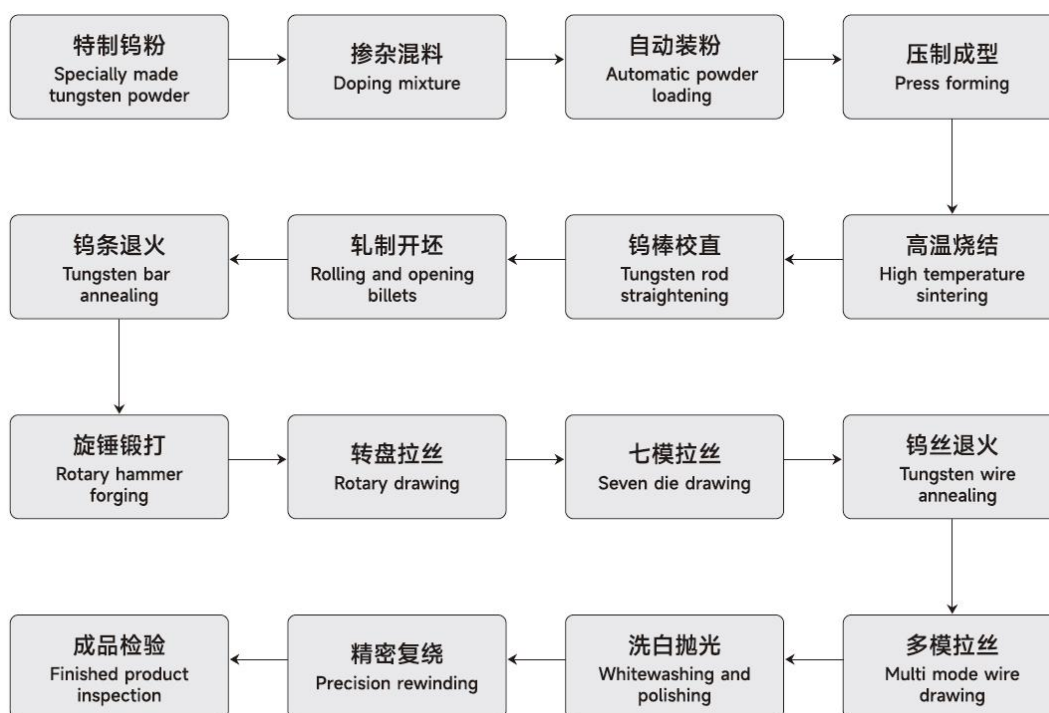 特制钨粉
Specially made
tungsten powder
掺杂混料
Doping mixture
自动装粉
Automatic powder
loading
压制成型
Press forming
钨条退火
Tungsten bar
annealing
轧制开坯
Rolling and opening
billets
钨棒校直
Tungsten rod
straightening
高温烧结
High temperature
sintering
旋锤锻打
Rotary hammer
forging
转盘拉丝
Rotary drawing
七模拉丝
Seven die drawing
钨丝退火
Tungsten wire
annealing
成品检验
Finished product
inspection
精密复绕
Precision rewinding
洗白抛光
Whitewashing and
polishing
多模拉丝
Multi mode wire
drawing